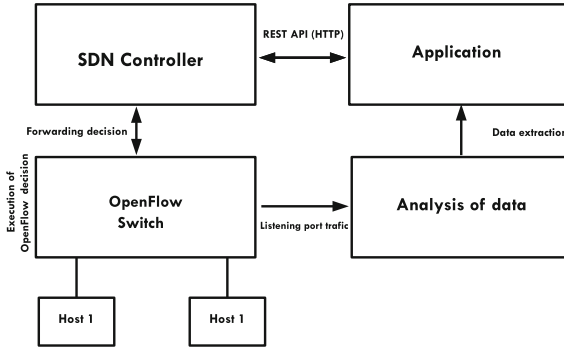 SDN Controller
REST API (HTTP)
Application
Forwarding decision
Data extraction
Execution of
OpenFlow decision
OpenFlow
Switch
Listening port trafic
Analysis of data
Host 1
Host 1